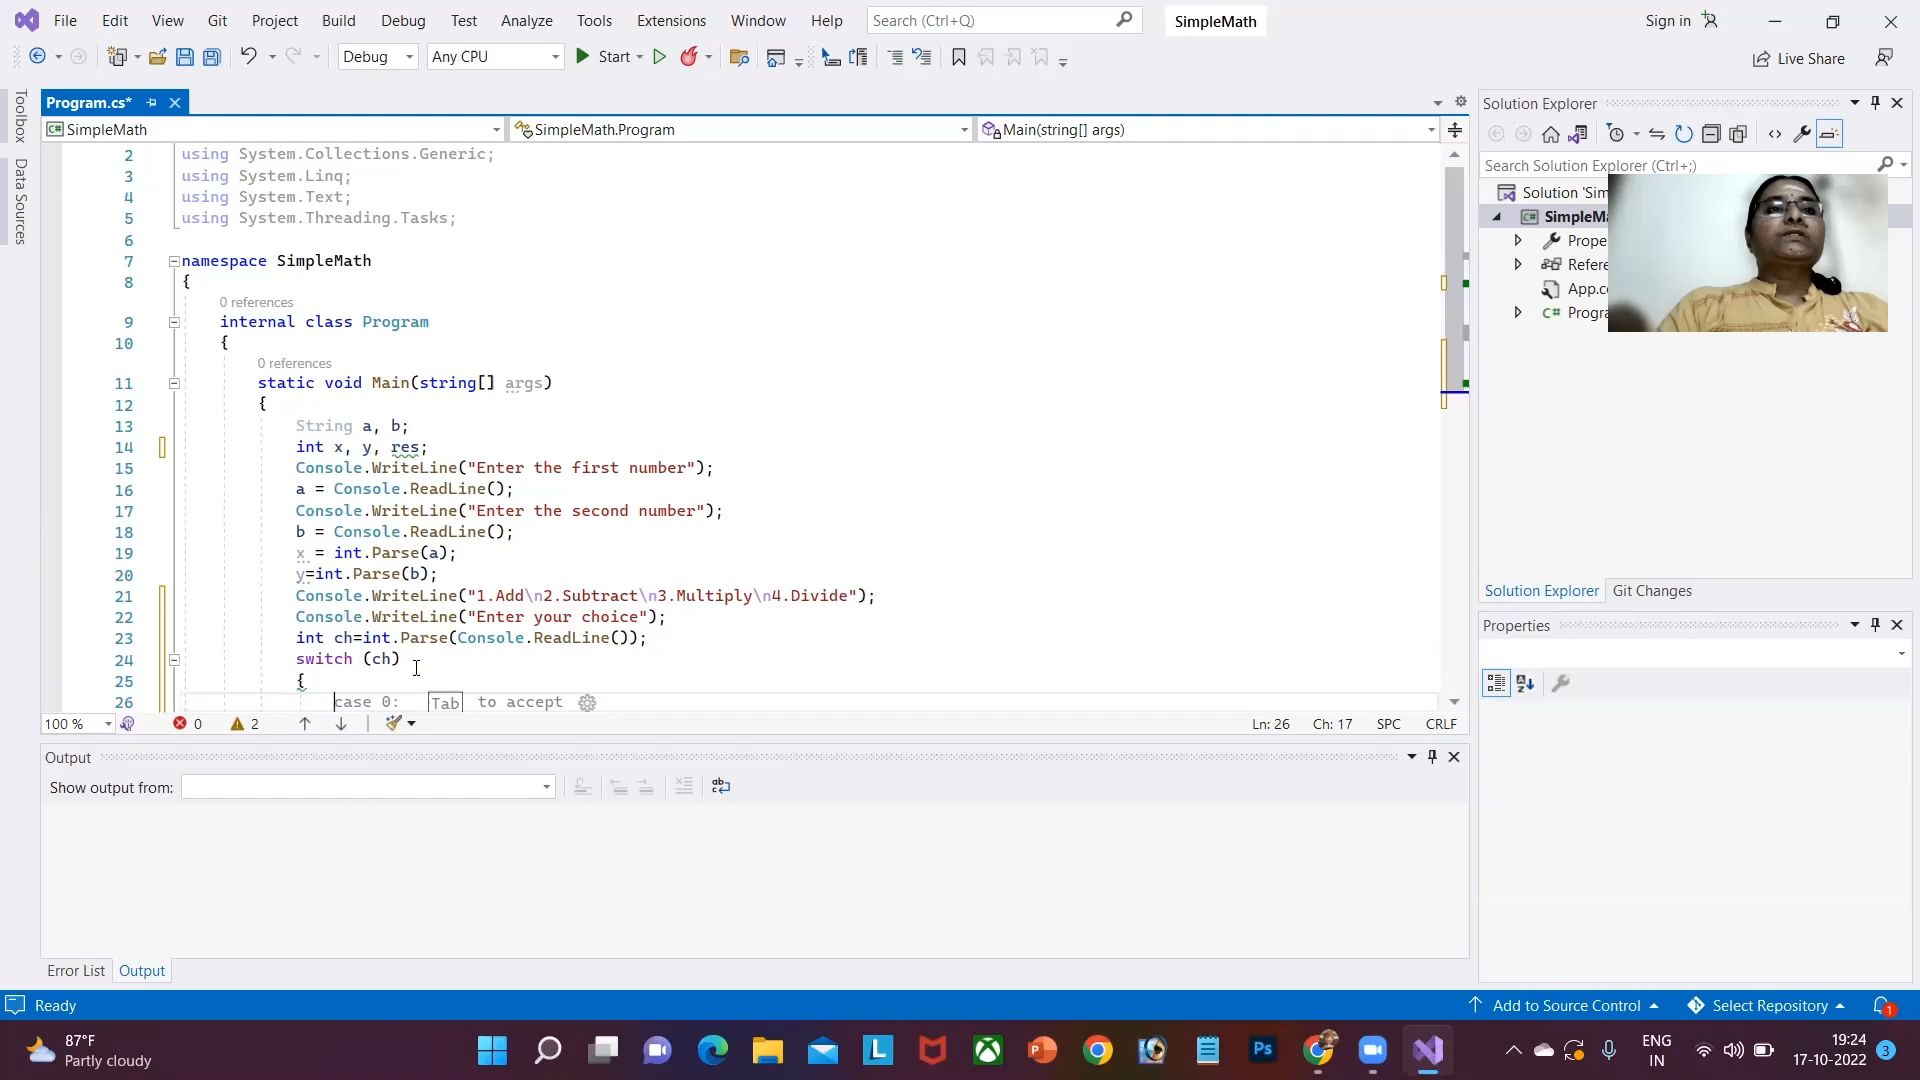 File Edit View Git Project Build Debug Test Analyze Tools Extensions Window Help Search (Ctrl+Q) SimpleMath Sign in
Debug Any CPU Start Live Share
Toolbox
Data Sources
Program.cs*
SimpleMath SimpleMath.Program Main(string[] args)
2 using System.Collections.Generic;
3 using System.Linq;
4 using System.Text;
5 using System.Threading.Tasks;
6
7 namespace SimpleMath
8 {
0 references
9 internal class Program
10 {
0 references
11 static void Main(string[] args)
12 {
13 String a, b;
14 int x, y, res;
15 Console.WriteLine("Enter the first number");
16 a = Console.ReadLine();
17 Console.WriteLine("Enter the second number");
18 b = Console.ReadLine();
19 x = int.Parse(a);
20 y=int.Parse(b);
21 Console.WriteLine("1.Add\n2.Subtract\n3.Multiply\n4.Divide");
22 Console.WriteLine("Enter your choice");
23 int ch=int.Parse(Console.ReadLine());
24 switch (ch)
25 {
26 case 0: Tab to accept
100 % 0 2 Ln: 26 Ch: 17 SPC CRLF
Output
Show output from:
Error List Output
Solution Explorer
Search Solution Explorer (Ctrl+;)
Solution 'Sim
C# SimpleMa
Prope
Refere
App.c
C# Progra
Solution Explorer Git Changes
Properties
Ready Add to Source Control Select Repository 1
87°F
Partly cloudy
ENG
IN
19:24
17-10-2022
3